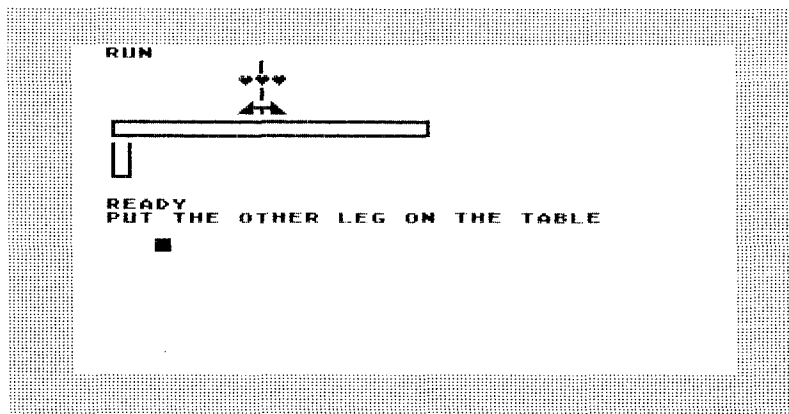 RUN
READY
PUT THE OTHER LEG ON THE TABLE